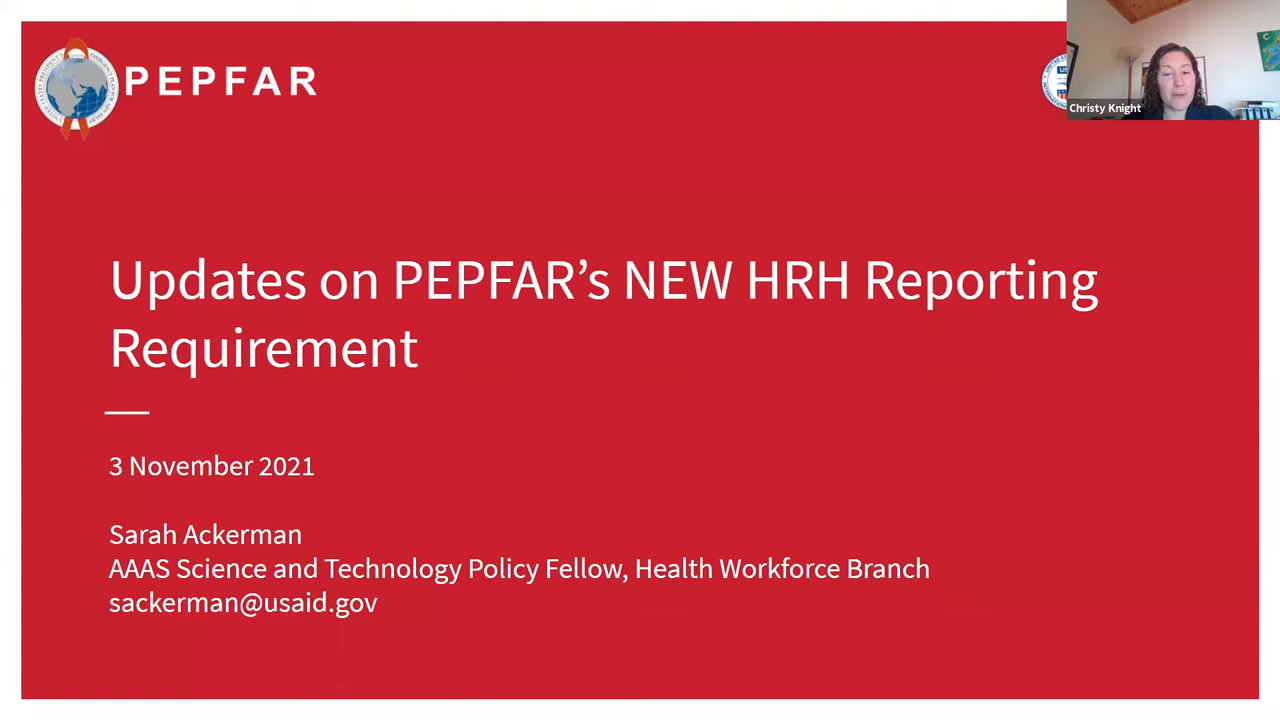 PEPFAR
Christy Knight
Updates on PEPFAR’s NEW HRH Reporting
Requirement
3 November 2021
Sarah Ackerman
AAAS Science and Technology Policy Fellow, Health Workforce Branch
sackerman@usaid.gov